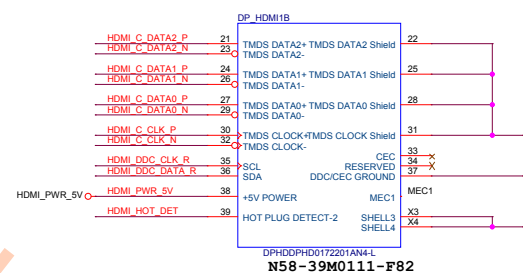 DP_HDMI1B
HDMI_C_DATA2_P 21 TMDS DATA2+ TMDS DATA2 Shield 22
HDMI_C_DATA2_N 23 TMDS DATA2-
HDMI_C_DATA1_P 24 TMDS DATA1+ TMDS DATA1 Shield 25
HDMI_C_DATA1_N 26 TMDS DATA1-
HDMI_C_DATA0_P 27 TMDS DATA0+ TMDS DATA0 Shield 28
HDMI_C_DATA0_N 29 TMDS DATA0-
HDMI_C_CLK_P 30 TMDS CLOCK+TMDS CLOCK Shield 31
HDMI_C_CLK_N 32 TMDS CLOCK-
CEC 33
HDMI_DDC_CLK_R 35 SCL RESERVED 34
HDMI_DDC_DATA_R 36 SDA DDC/CEC GROUND 37
HDMI_PWR_5V HDMI_PWR_5V 38 +5V POWER MEC1 MEC1
HDMI_HOT_DET 39 HOT PLUG DETECT-2 SHELL3 X3
SHELL4 X4
DPHDDPHD0172201AN4-L
N58-39M0111-F82